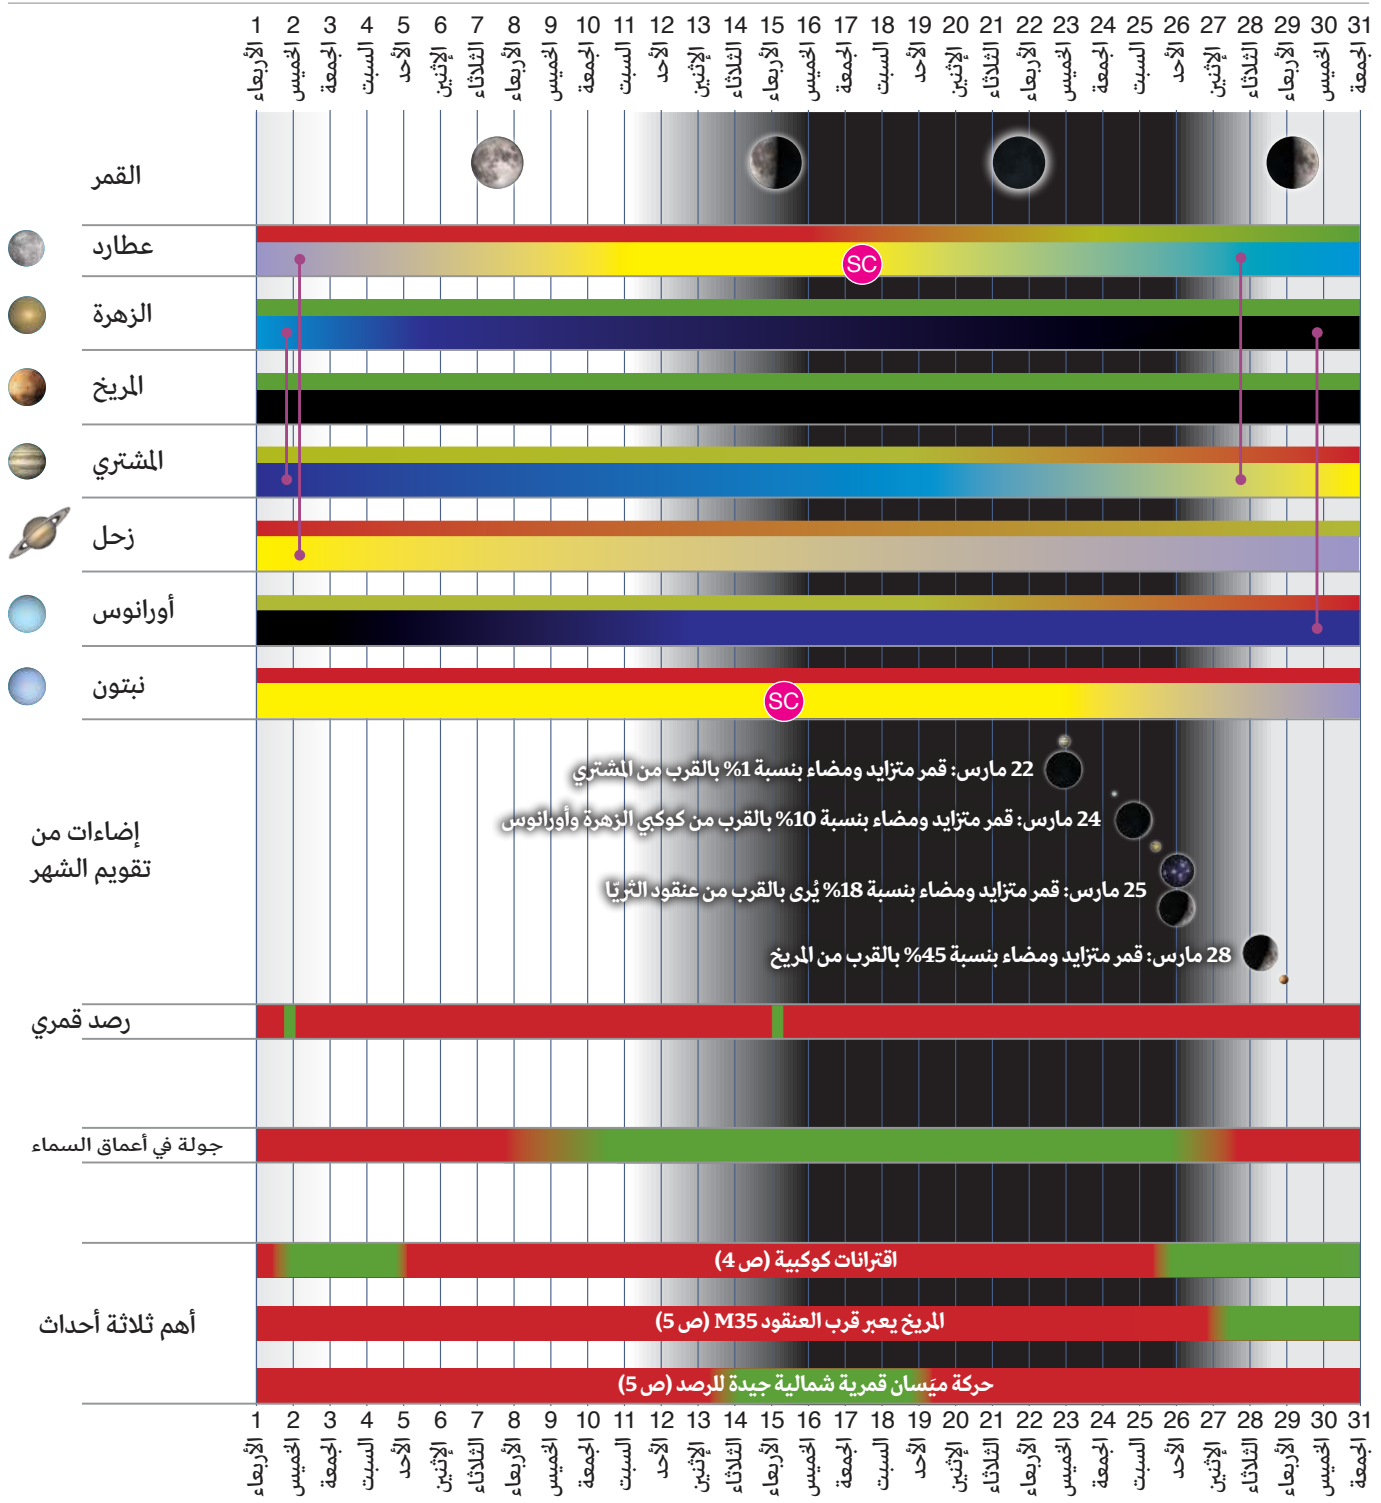 1 2 3 4 5 6 7 8 9 10 11 12 13 14 15 16 17 18 19 20 21 22 23 24 25 26 27 28 29 30 31
الأربعاء الخميس الجمعة السبت الأحد الإثنين الثلاثاء الأربعاء الخميس الجمعة السبت الأحد الإثنين الثلاثاء الأربعاء الخميس الجمعة السبت الأحد الإثنين الثلاثاء الأربعاء الخميس الجمعة السبت الأحد الإثنين الثلاثاء الأربعاء الخميس الجمعة
القمر
عطارد
SC
الزهرة
المريخ
المشتري
زحل
أورانوس
نبتون
SC
إضاءات من
تقويم الشهر
22 مارس: قمر متزايد ومضاء بنسبة 1% بالقرب من المشتري
24 مارس: قمر متزايد ومضاء بنسبة 10% بالقرب من كوكبي الزهرة وأورانوس
25 مارس: قمر متزايد ومضاء بنسبة 18% يُرى بالقرب من عنقود الثريّا
28 مارس: قمر متزايد ومضاء بنسبة 45% بالقرب من المريخ
رصد قمري
جولة في أعماق السماء
أهم ثلاثة أحداث
اقترانات كوكبية (ص 4)
المريخ يعبر قرب العنقود M35 (ص 5)
حركة ميَسان قمرية شمالية جيدة للرصد (ص 5)
1 2 3 4 5 6 7 8 9 10 11 12 13 14 15 16 17 18 19 20 21 22 23 24 25 26 27 28 29 30 31
الأربعاء الخميس الجمعة السبت الأحد الإثنين الثلاثاء الأربعاء الخميس الجمعة السبت الأحد الإثنين الثلاثاء الأربعاء الخميس الجمعة السبت الأحد الإثنين الثلاثاء الأربعاء الخميس الجمعة السبت الأحد الإثنين الثلاثاء الأربعاء الخميس الجمعة